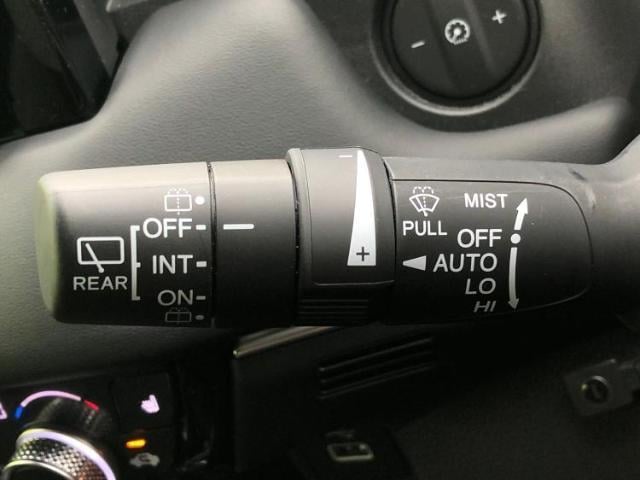 REAR
OFF
INT
ON
− +
PULL
MIST
OFF
AUTO
LO
HI
− +